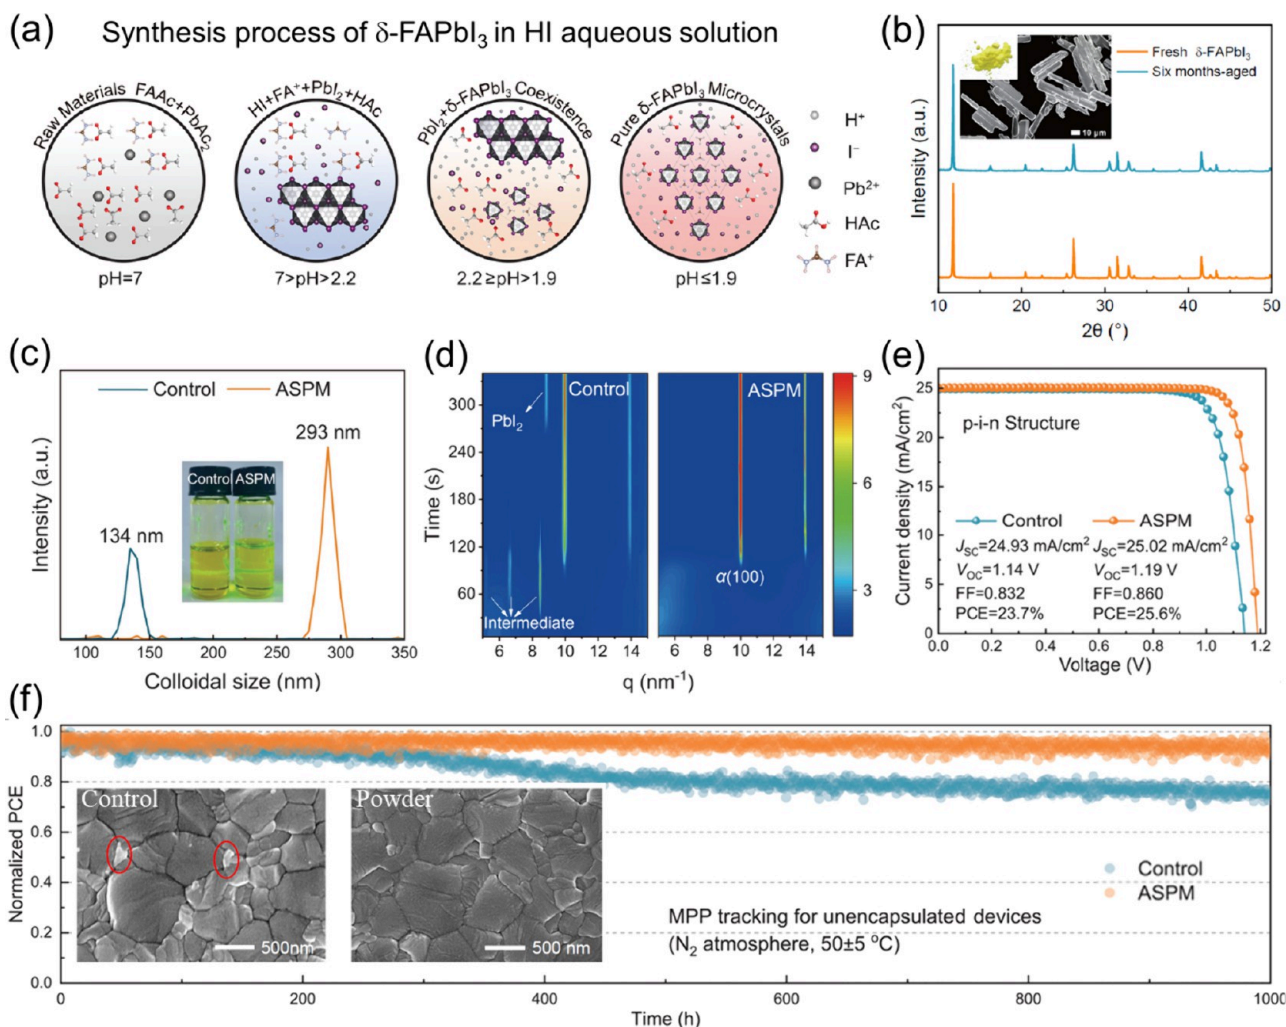 (a) Synthesis process of δ-FAPbI₃ in HI aqueous solution
Raw Materials FAAc+PbAc₂
HI+FA⁺+PbI₂+HAc
PbI₂+δ-FAPbI₃ Coexistence
Pure δ-FAPbI₃ Microcrystals
pH=7
7>pH>2.2
2.2≥pH>1.9
pH≤1.9
H⁺
I⁻
Pb²⁺
HAc
FA⁺
(b)
Fresh δ-FAPbI₃
Six months-aged
10 μm
Intensity (a.u.)
10 20 30 40 50
2θ (°)
(c)
Control ASPM
293 nm
134 nm
Control ASPM
Intensity (a.u.)
100 150 200 250 300 350
Colloidal size (nm)
(d)
Control ASPM
PbI₂
α(100)
Intermediate
Time (s)
300
240
180
120
60
6 8 10 12 14
6 8 10 12 14
q (nm⁻¹)
9
6
3
(e)
p-i-n Structure
Control ASPM
J_SC=24.93 mA/cm² J_SC=25.02 mA/cm²
V_OC=1.14 V V_OC=1.19 V
FF=0.832 FF=0.860
PCE=23.7% PCE=25.6%
Current density (mA/cm²)
25
20
15
10
5
0
0.0 0.2 0.4 0.6 0.8 1.0 1.2
Voltage (V)
(f)
Normalized PCE
1.0
0.8
0.6
0.4
0.2
0.0
Control
500nm
Powder
500 nm
Control
ASPM
MPP tracking for unencapsulated devices
(N₂ atmosphere, 50±5 °C)
0 200 400 600 800 1000
Time (h)